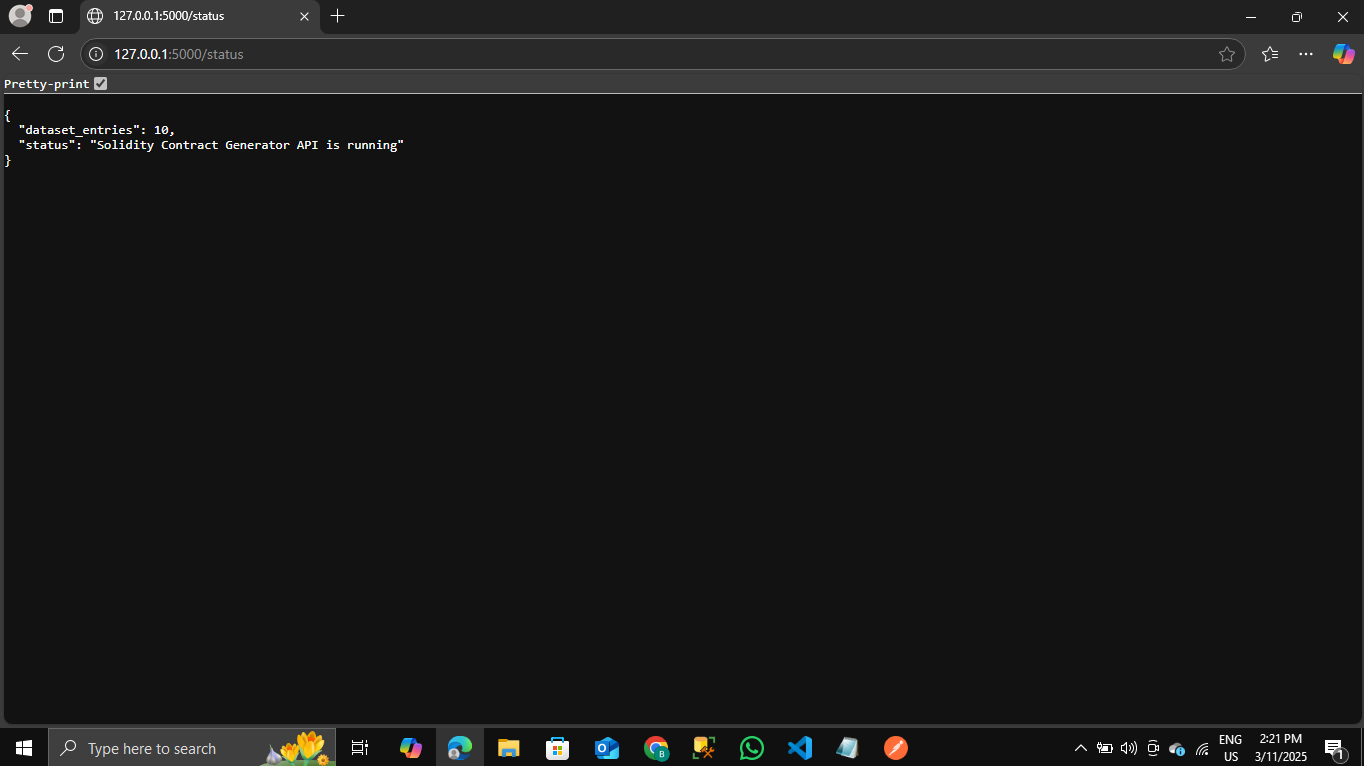 127.0.0.1:5000/status
127.0.0.1:5000/status
Pretty-print
{
"dataset_entries": 10,
"status": "Solidity Contract Generator API is running"
}
Type here to search
B
ENG
US
2:21 PM
3/11/2025
1